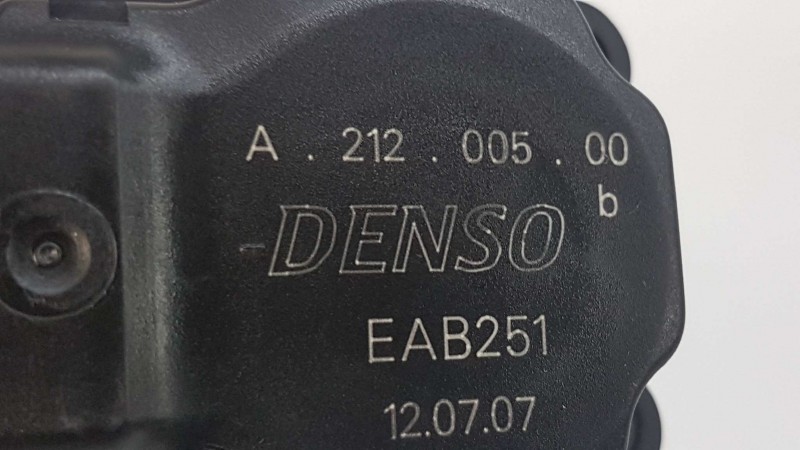 A . 212 . 005 . 00
b
DENSO
EAB251
12.07.07